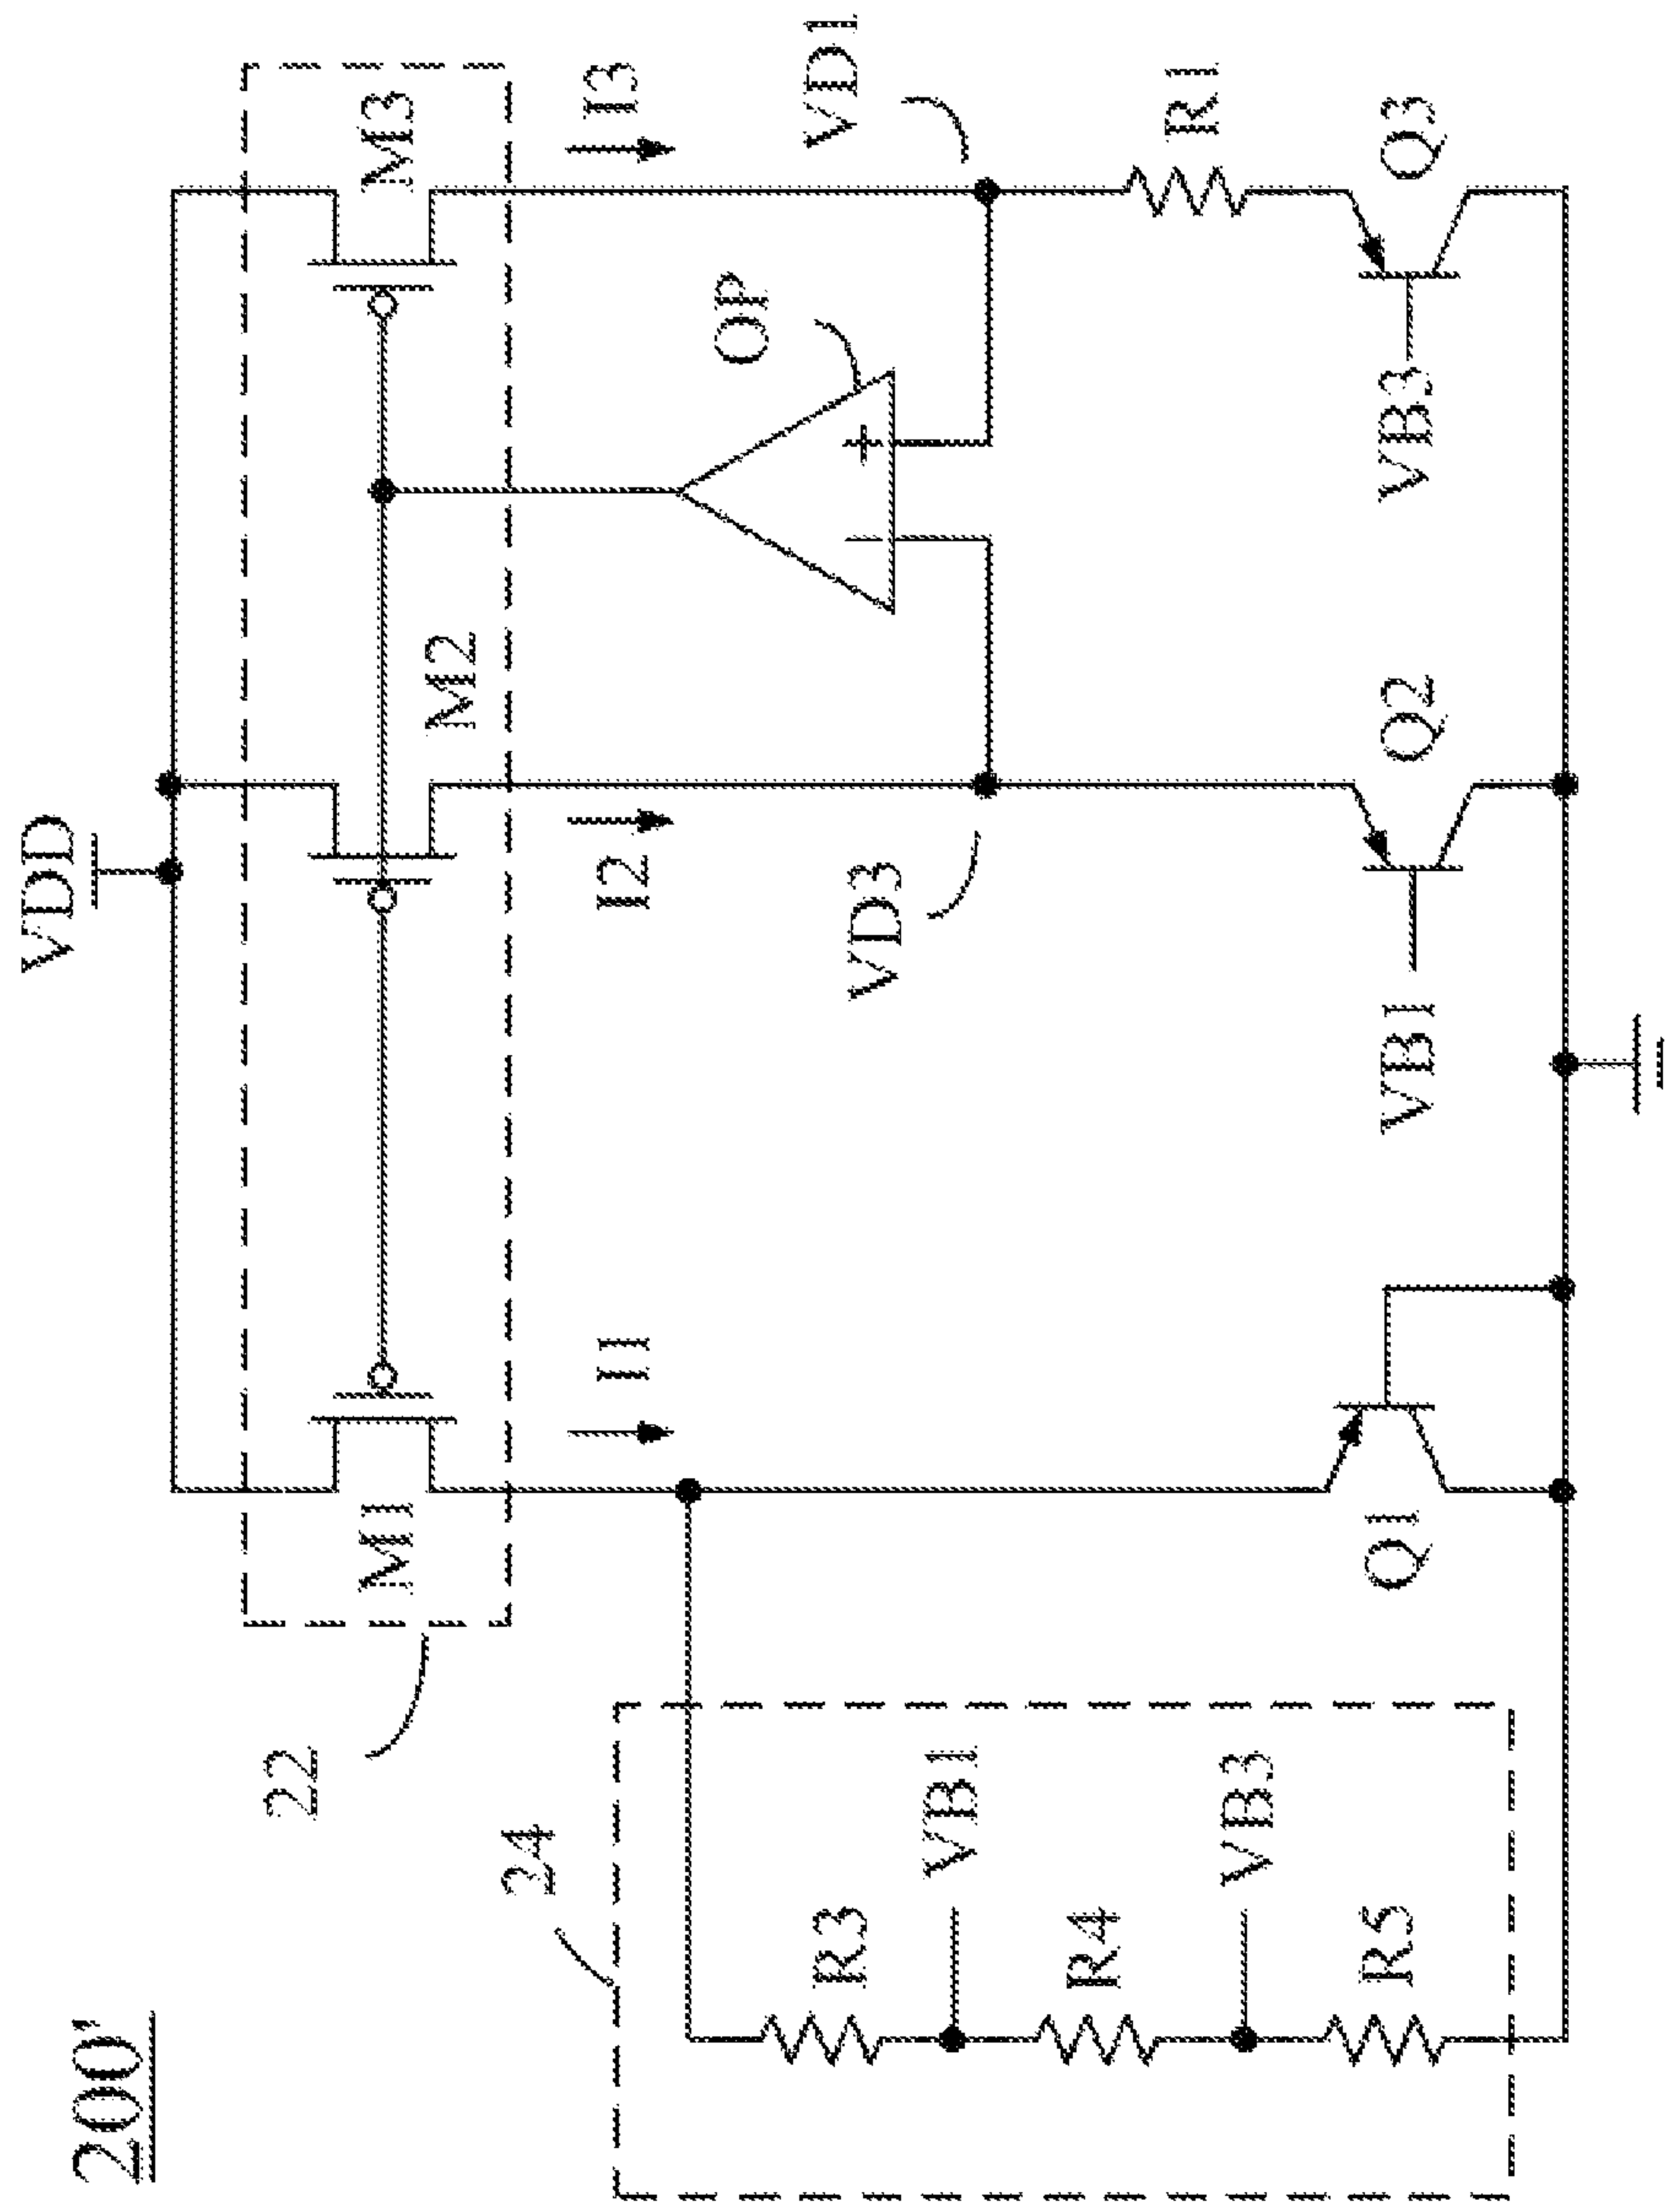 200'
VDD
22
M1
M2
M3
I1
I2
I3
OP
VD1
VD3
24
R3
VB1
R4
VB3
R5
R1
Q1
VB1
Q2
VB3
Q3
+